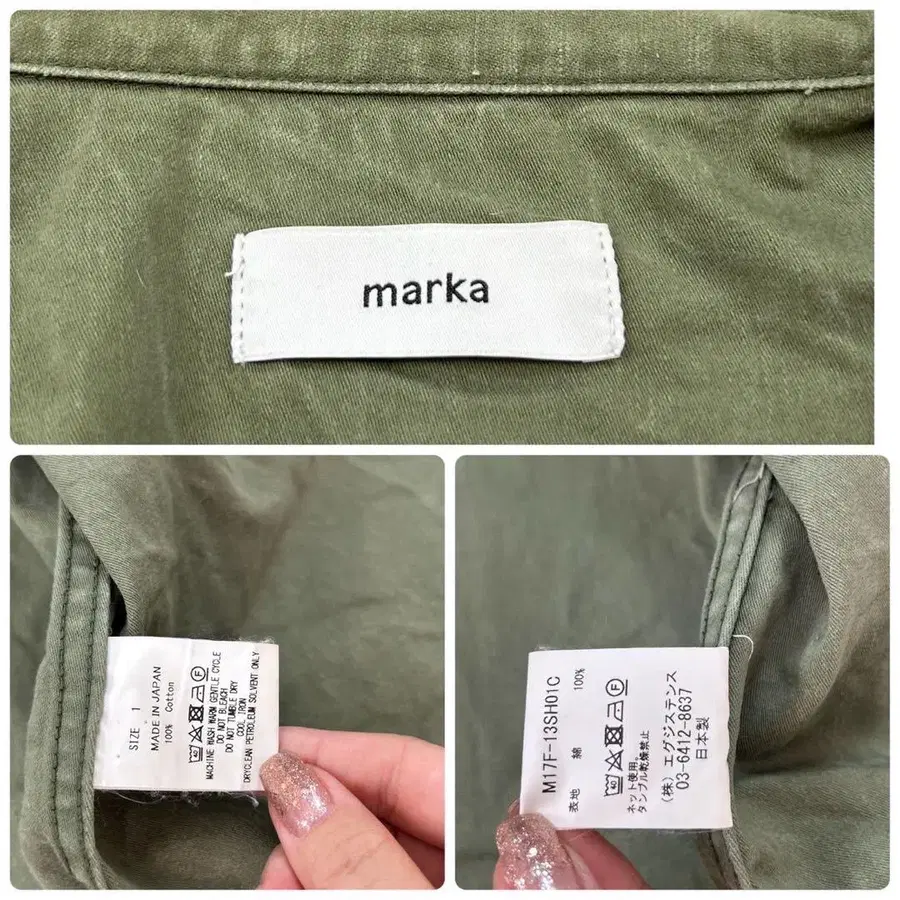 marka
SIZE 1
MADE IN JAPAN
100% Cotton
MACHINE WASH WARM GENTLE CYCLE
DO NOT BLEACH
DO NOT TUMBLE DRY
COOL IRON
DRYCLEAN PETROLEUM SOLVENT ONLY
M17F-13SH01C
表地 綿 100%
ネット使用。
タンブル乾燥禁止
(株) エグジステンス
03-6412-8637
日本製